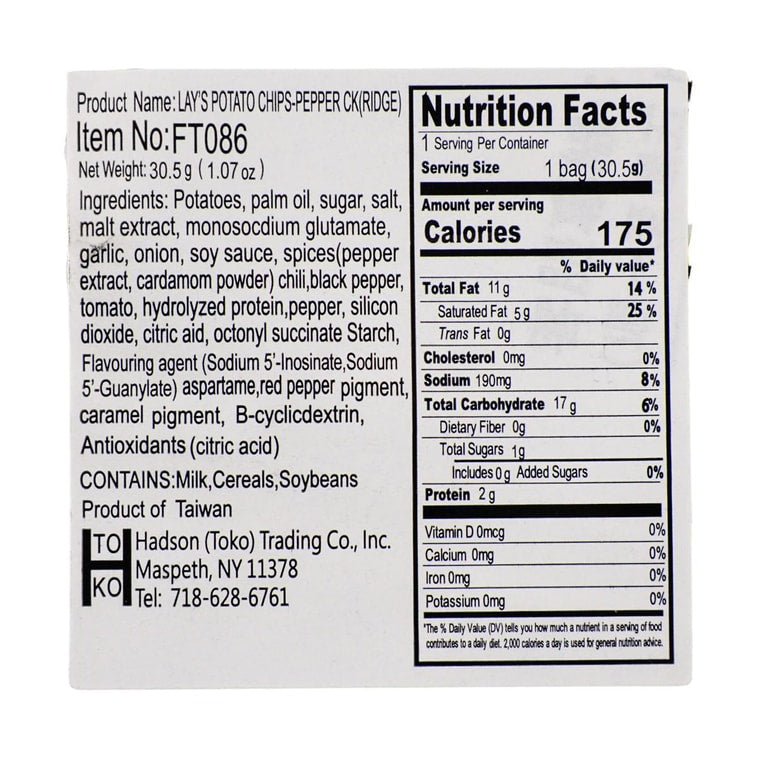 Product Name:LAY'S POTATO CHIPS-PEPPER CK(RIDGE)
Item No:FT086
Net Weight:30.5g (1.07oz)
Ingredients: Potatoes, palm oil, sugar, salt,
malt extract, monosocdium glutamate,
garlic, onion, soy sauce, spices(pepper
extract, cardamom powder) chili,black pepper,
tomato, hydrolyzed protein,pepper, silicon
dioxide, citric aid, octonyl succinate Starch,
Flavouring agent (Sodium 5'-Inosinate,Sodium
5'-Guanylate) aspartame,red pepper pigment,
caramel pigment, B-cyclicdextrin,
Antioxidants (citric acid)
CONTAINS:Milk,Cereals,Soybeans
Product of Taiwan
TO
KO
Hadson (Toko) Trading Co., Inc.
Maspeth, NY 11378
Tel: 718-628-6761
Nutrition Facts
1 Serving Per Container
Serving Size 1 bag (30.5g)
Amount per serving
Calories 175
% Daily value*
Total Fat 11g 14%
Saturated Fat 5g 25%
Trans Fat 0g
Cholesterol 0mg 0%
Sodium 190mg 8%
Total Carbohydrate 17g 6%
Dietary Fiber 0g 0%
Total Sugars 1g
Includes 0g Added Sugars 0%
Protein 2g
Vitamin D 0mcg 0%
Calcium 0mg 0%
Iron 0mg 0%
Potassium 0mg 0%
*The % Daily Value (DV) tells you how much a nutrient in a serving of food
contributes to a daily diet. 2,000 calories a day is used for general nutrition advice.